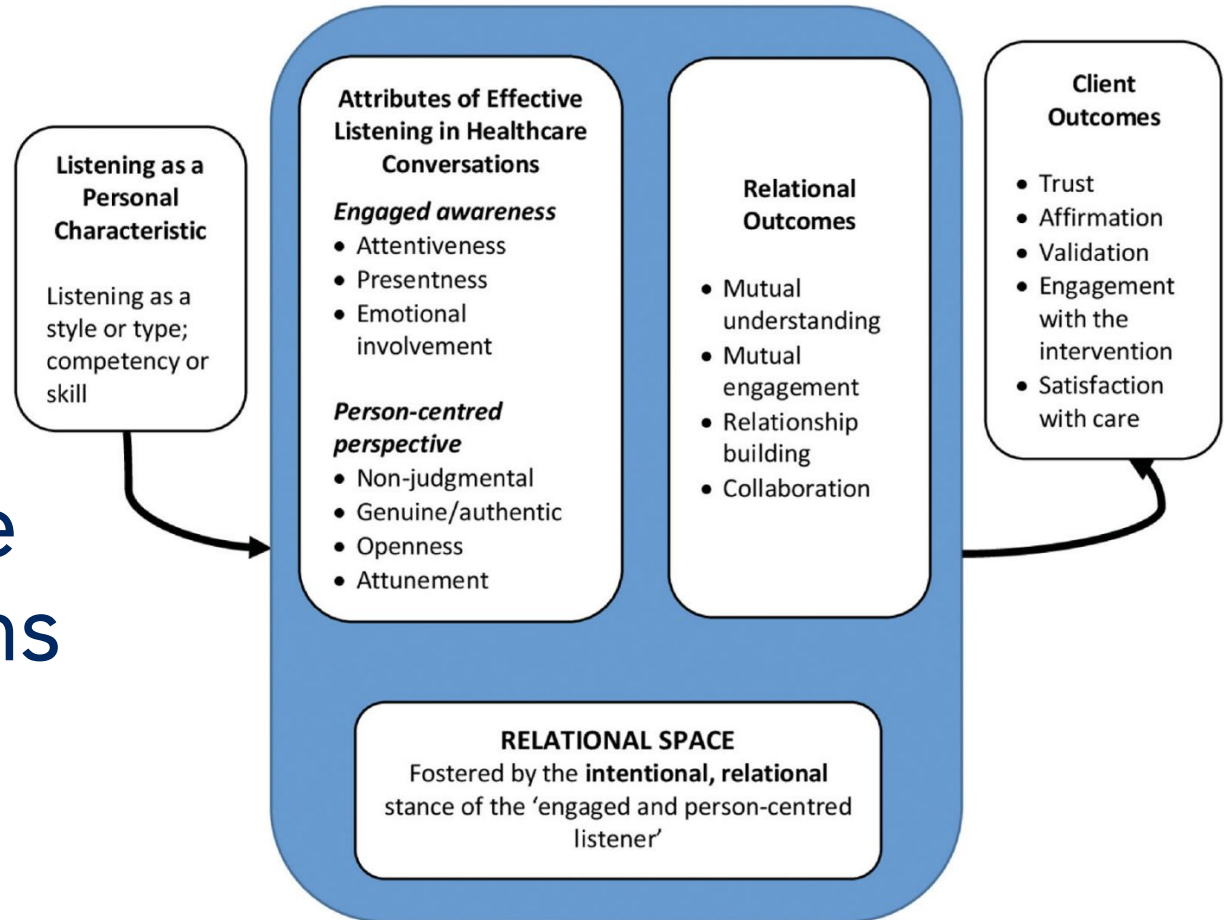 Listening as a
Personal
Characteristic
Listening as a
style or type;
competency or
skill
Attributes of Effective
Listening in Healthcare
Conversations
Engaged awareness
• Attentiveness
• Presentness
• Emotional
involvement
Person-centred
perspective
• Non-judgmental
• Genuine/authentic
• Openness
• Attunement
Relational
Outcomes
• Mutual
understanding
• Mutual
engagement
• Relationship
building
• Collaboration
Client
Outcomes
• Trust
• Affirmation
• Validation
• Engagement
with the
intervention
• Satisfaction
with care
RELATIONAL SPACE
Fostered by the intentional, relational
stance of the ‘engaged and person-centred
listener’